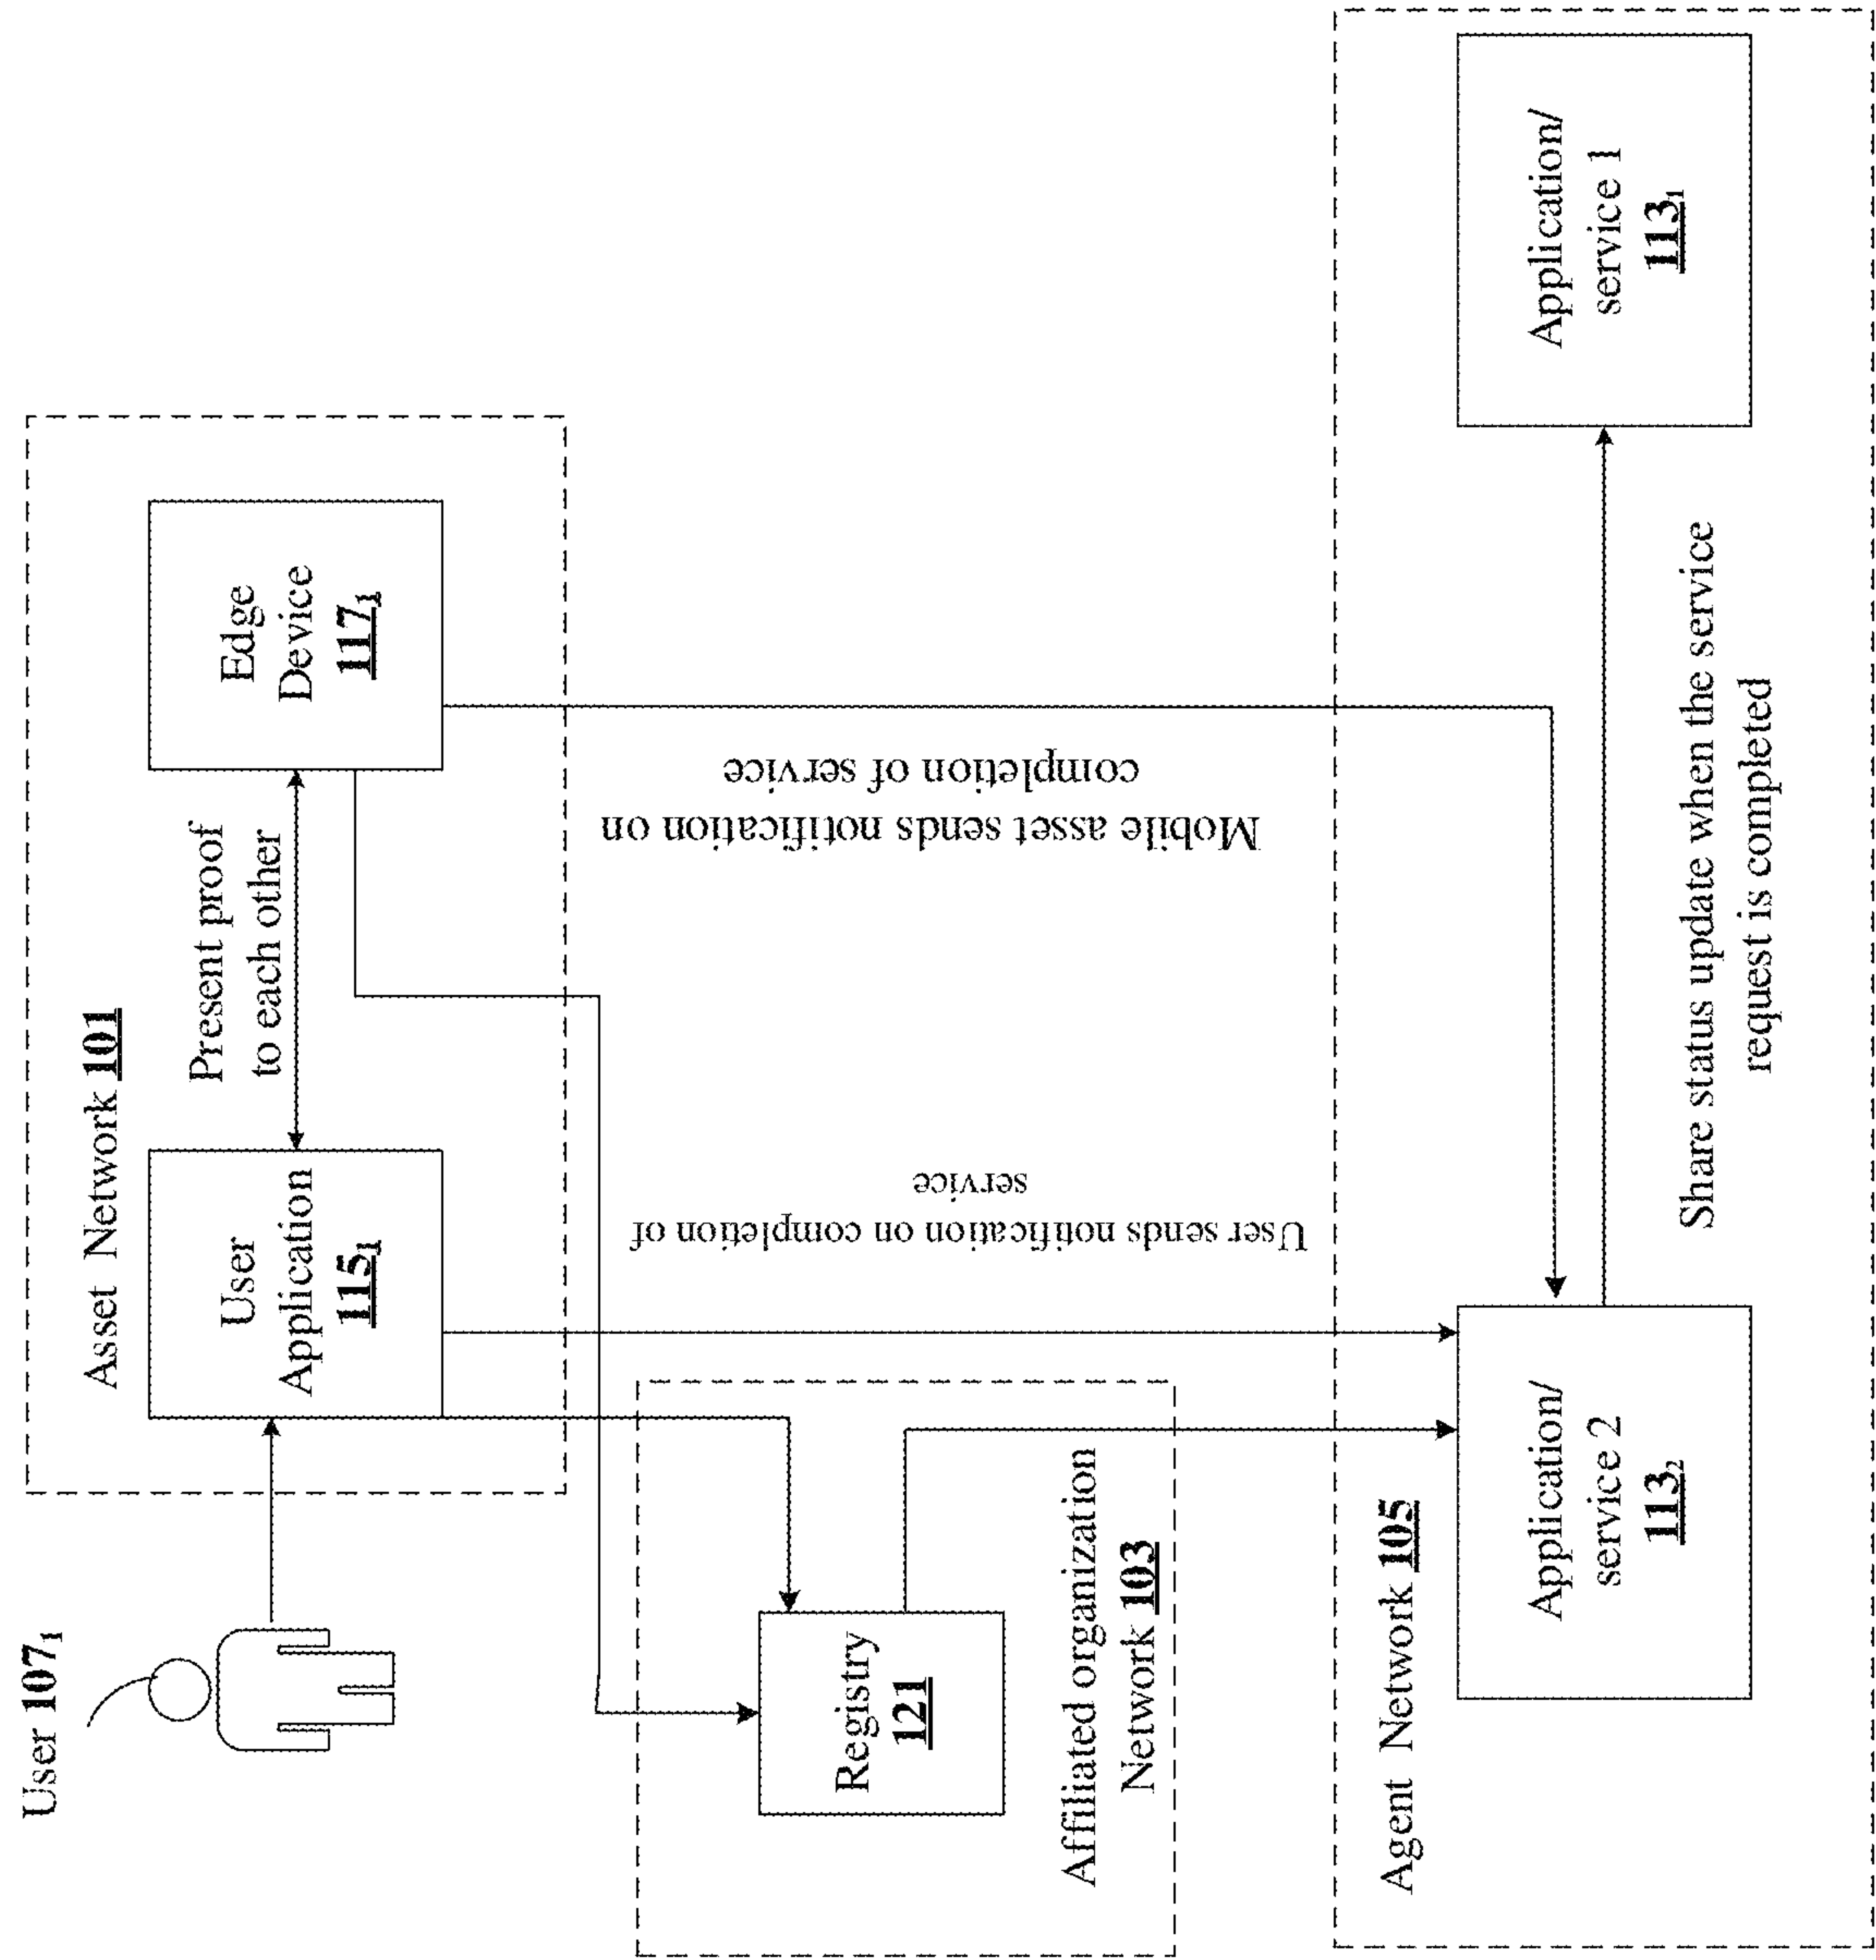 User 107₁
Asset Network 101
User
Application
115₁
Present proof
to each other
Edge
Device
117₁
User sends notification on completion of
service
Mobile asset sends notification on
completion of service
Registry
121
Affiliated organization
Network 103
Agent Network 105
Application/
service 2
113₂
Share status update when the service
request is completed
Application/
service 1
113₁